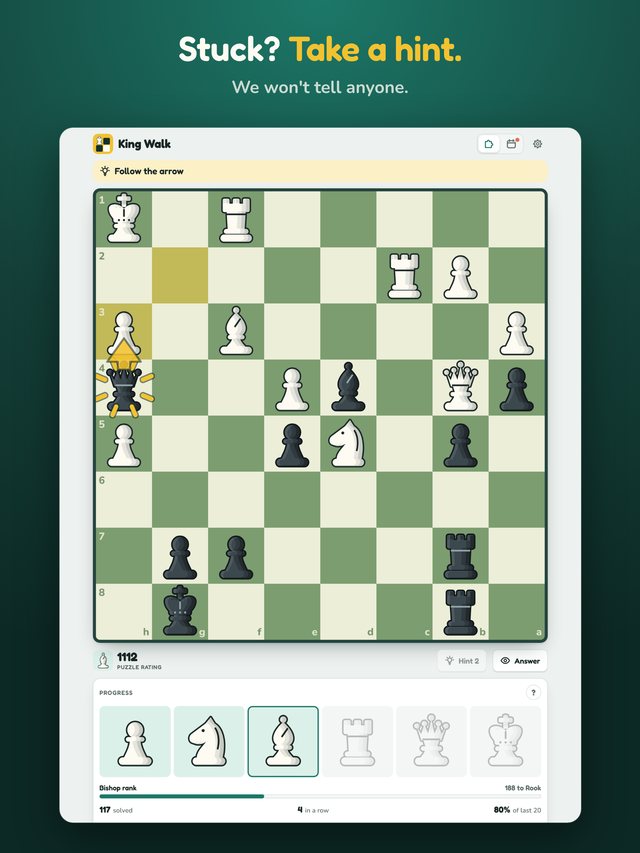 Stuck? Take a hint.
We won't tell anyone.
King Walk
Follow the arrow
1
2
3
4
5
6
7
8
h g f e d c b a
1112
PUZZLE RATING
Hint 2
Answer
PROGRESS
?
Bishop rank
188 to Rook
117 solved
4 in a row
80% of last 20